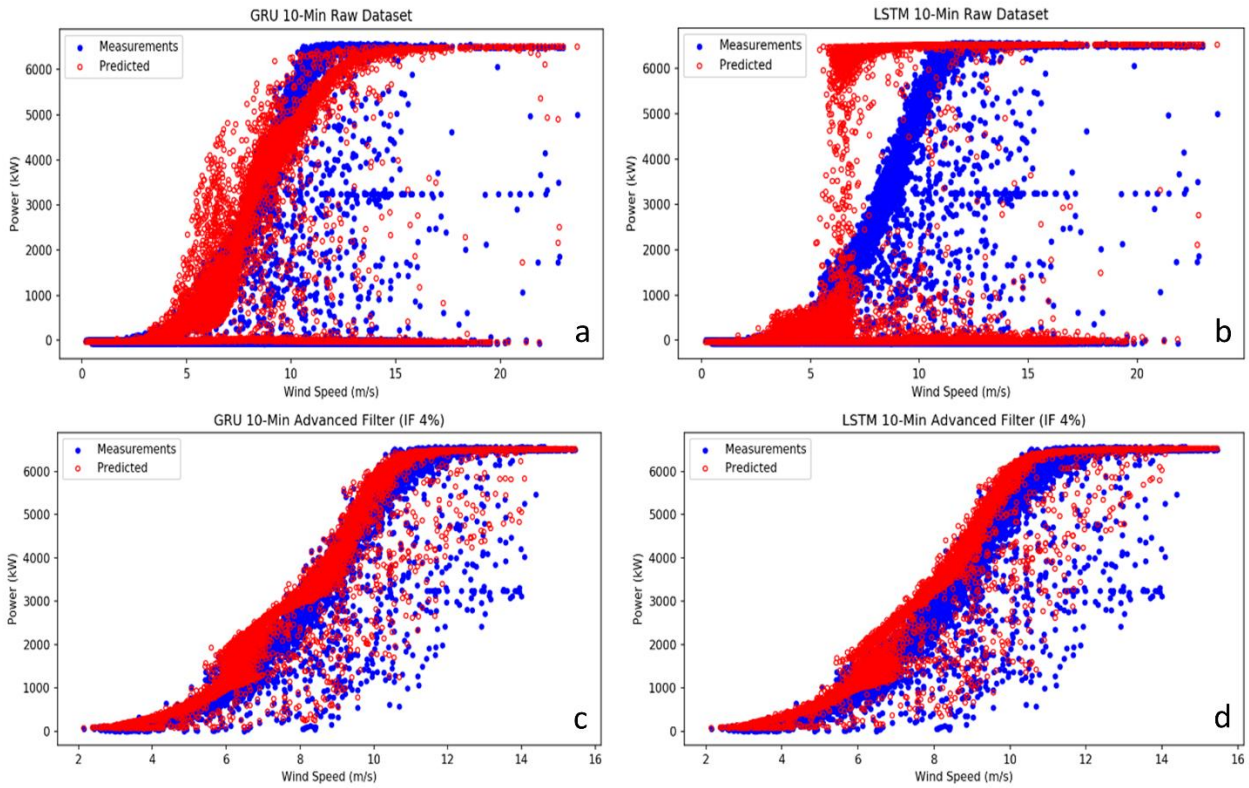 GRU 10-Min Raw Dataset
Measurements
Predicted
6000
5000
4000
3000
2000
1000
0
Power (kW)
0 5 10 15 20
Wind Speed (m/s)
a
LSTM 10-Min Raw Dataset
Measurements
Predicted
6000
5000
4000
3000
2000
1000
0
Power (kW)
0 5 10 15 20
Wind Speed (m/s)
b
GRU 10-Min Advanced Filter (IF 4%)
Measurements
Predicted
6000
5000
4000
3000
2000
1000
0
Power (kW)
2 4 6 8 10 12 14 16
Wind Speed (m/s)
c
LSTM 10-Min Advanced Filter (IF 4%)
Measurements
Predicted
6000
5000
4000
3000
2000
1000
0
Power (kW)
2 4 6 8 10 12 14 16
Wind Speed (m/s)
d